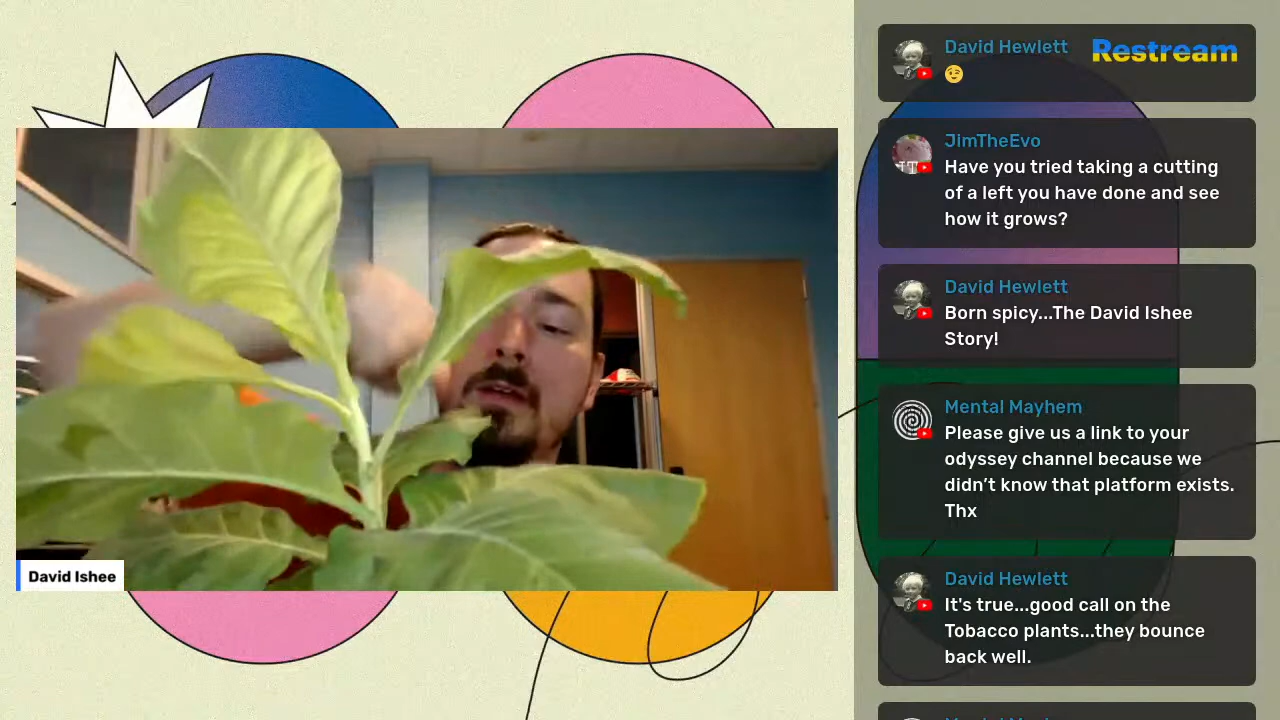 David Ishee
David Hewlett
Restream
😉
JimTheEvo
Have you tried taking a cutting
of a left you have done and see
how it grows?
David Hewlett
Born spicy...The David Ishee
Story!
Mental Mayhem
Please give us a link to your
odyssey channel because we
didn’t know that platform exists.
Thx
David Hewlett
It's true...good call on the
Tobacco plants...they bounce
back well.